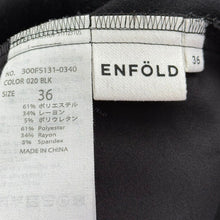 NO. 300FS131-0340
COLOR 020 BLK
SIZE 36
61% ポリエステル
34% レーヨン
5% ポリウレタン
61% Polyester
34% Rayon
8% Spandex
MADE IN CHINA
ENFÖLD
36